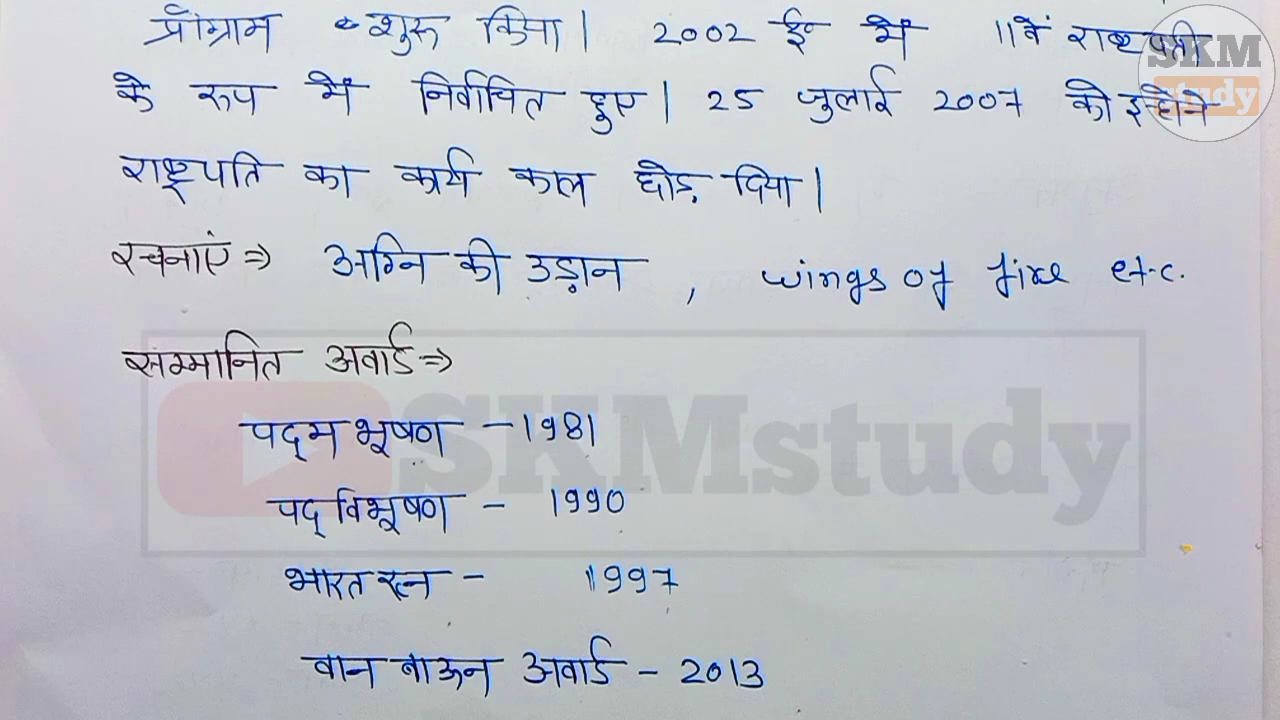 प्रोग्राम शुरू किया। 2002 ई० में 11वें राष्ट्रपती
के रुप में निर्वाचित हुए। 25 जुलाई 2007 को इन्होंने
राष्ट्रपति का कार्य काल छोड़ दिया।
रचनाएं⇒ अग्नि की उड़ान , wings of fire etc.
सम्मानित अवार्ड⇒
पद्म भूषण -1981
पद् विभूषण - 1990
भारत रत्न - 1997
वान ब्राऊन अवार्ड - 2013
SKM
study
SKMstudy